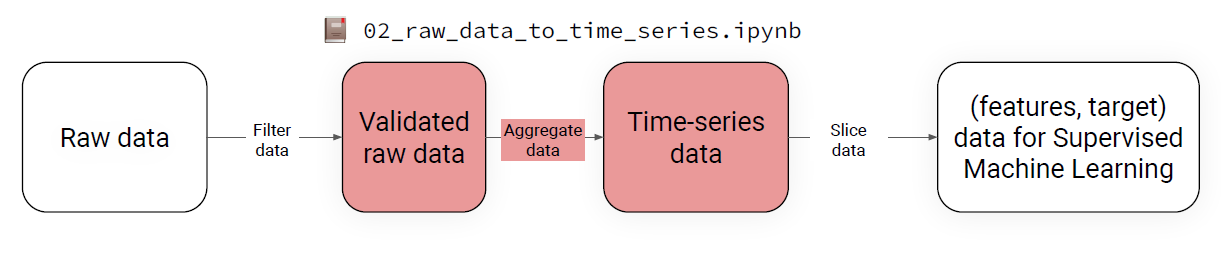 02_raw_data_to_time_series.ipynb
Raw data
Filter
data
Validated
raw data
Aggregate
data
Time-series
data
Slice
data
(features, target)
data for Supervised
Machine Learning